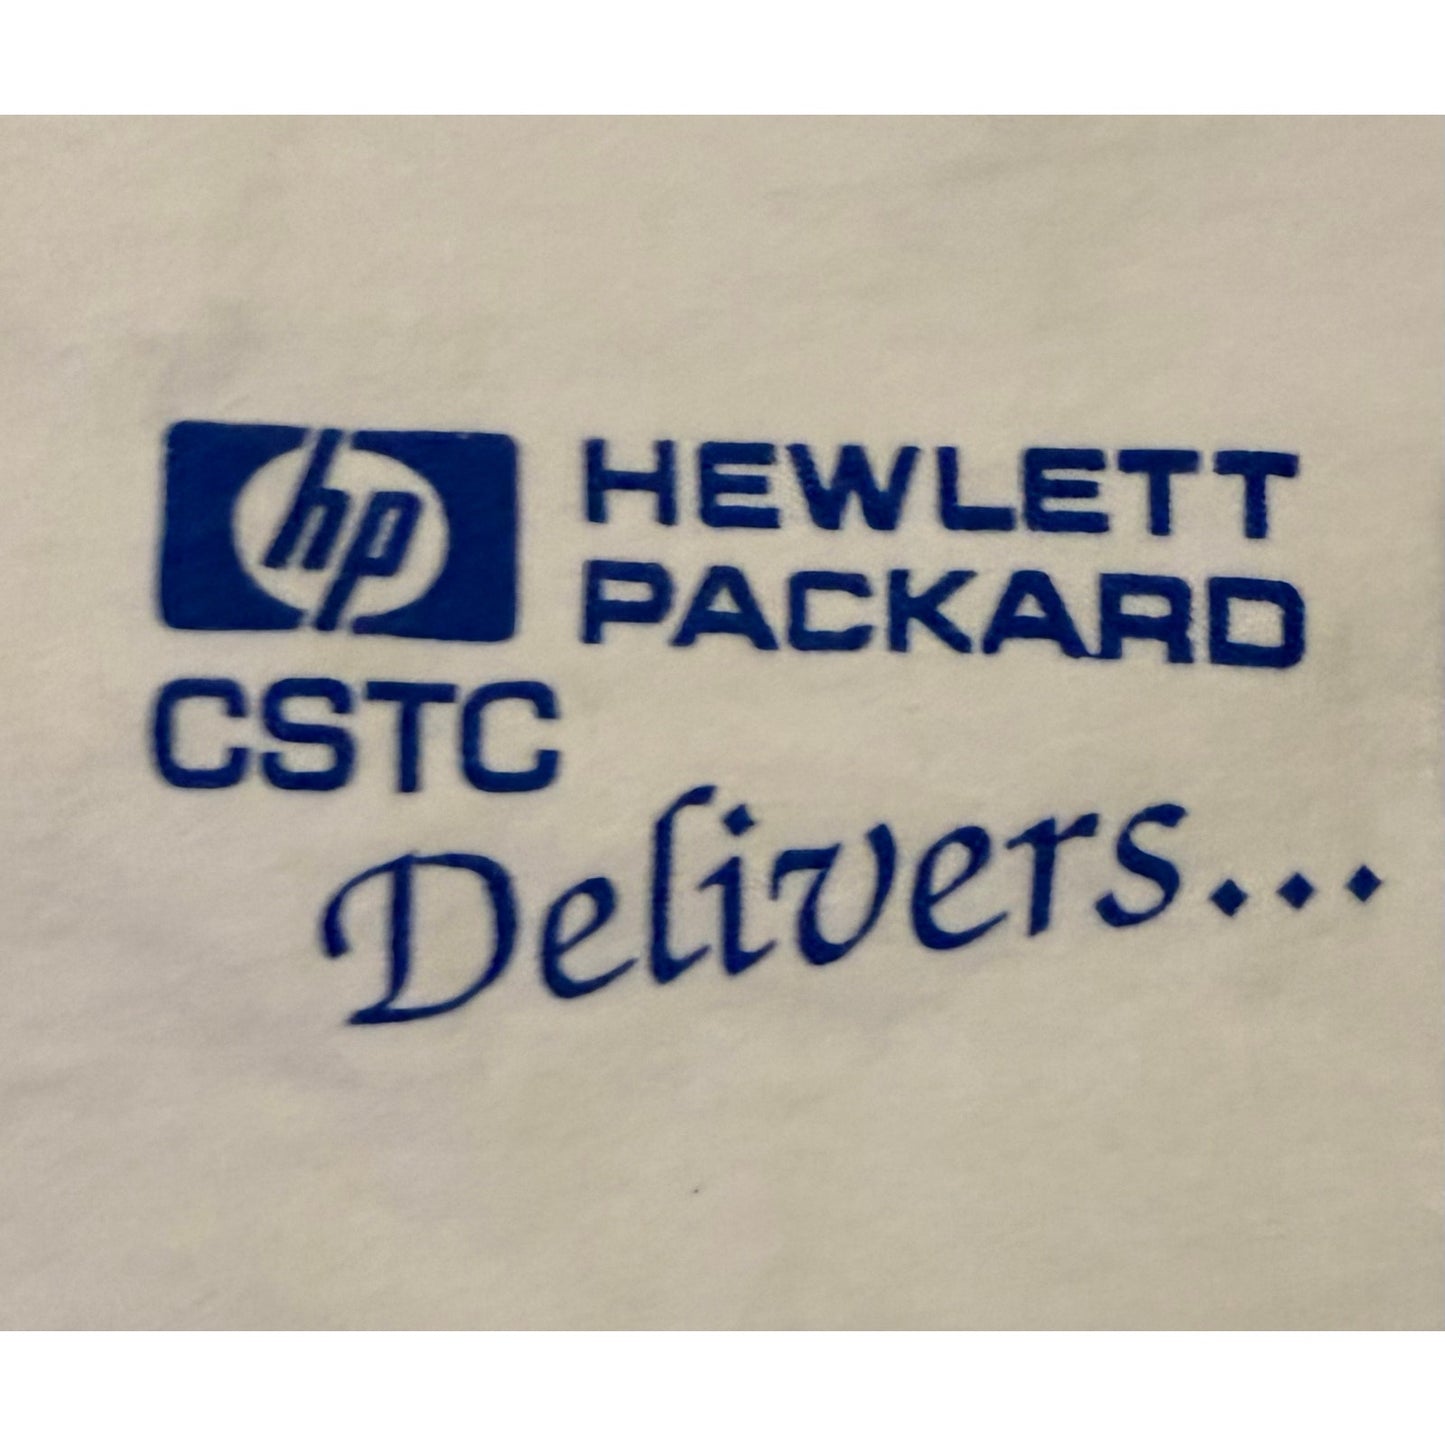 hp HEWLETT
PACKARD
CSTC
Delivers...